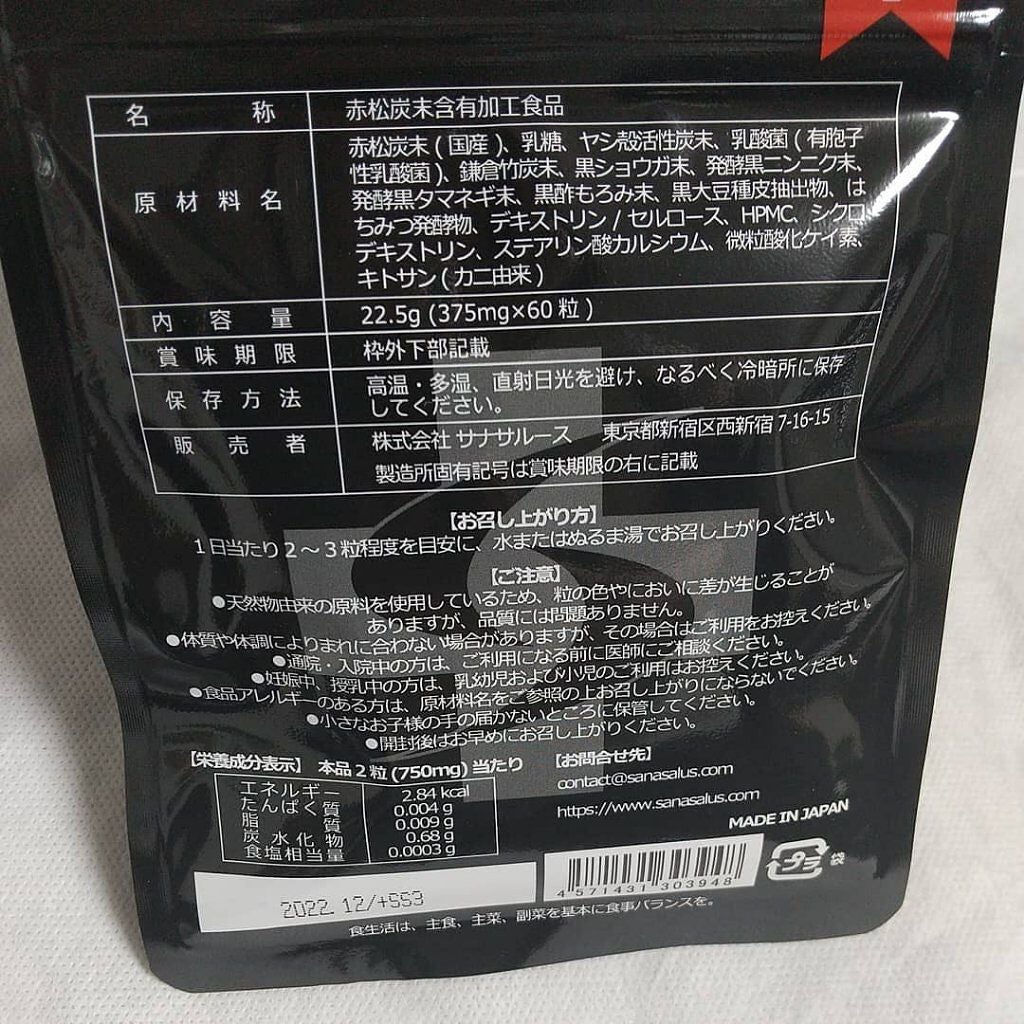 名称 赤松炭末含有加工食品
原材料名 赤松炭末(国産)、乳糖、ヤシ殻活性炭末、乳酸菌(有胞子
性乳酸菌)、鎌倉竹炭末、黒ショウガ末、発酵黒ニンニク末、
発酵黒タマネギ末、黒酢もろみ末、黒大豆種皮抽出物、は
ちみつ発酵物、デキストリン/セルロース、HPMC、シクロ
デキストリン、ステアリン酸カルシウム、微粒酸化ケイ素、
キトサン(カニ由来)
内容量 22.5g (375mg×60粒)
賞味期限 枠外下部記載
保存方法 高温・多湿、直射日光を避け、なるべく冷暗所に保存
してください。
販売者 株式会社 サナサルース 東京都新宿区西新宿 7-16-15
製造所固有記号は賞味期限の右に記載
【お召し上がり方】
1日当たり2〜3粒程度を目安に、水またはぬるま湯でお召し上がりください。
【ご注意】
●天然物由来の原料を使用しているため、粒の色やにおいに差が生じることが
ありますが、品質には問題ありません。
●体質や体調によりまれに合わない場合がありますが、その場合はご利用をお控えください。
●通院・入院中の方は、ご利用になる前に医師にご相談ください。
●妊娠中、授乳中の方は、乳幼児および小児のご利用はお控えください。
●食品アレルギーのある方は、原材料名をご参照の上お召し上がりにならないでください。
●小さなお子様の手の届かないところに保管してください。
●開封後はお早めにお召し上がりください。
【栄養成分表示】 本品2粒(750mg)当たり
エネルギー 2.84 kcal
たんぱく質 0.004 g
脂質 0.009 g
炭水化物 0.68 g
食塩相当量 0.0003 g
【お問合せ先】
contact@sanasalus.com
https://www.sanasalus.com
MADE IN JAPAN
2022.12/+SS9
4 571431 303948
プラ 袋
食生活は、主食、主菜、副菜を基本に食事バランスを。